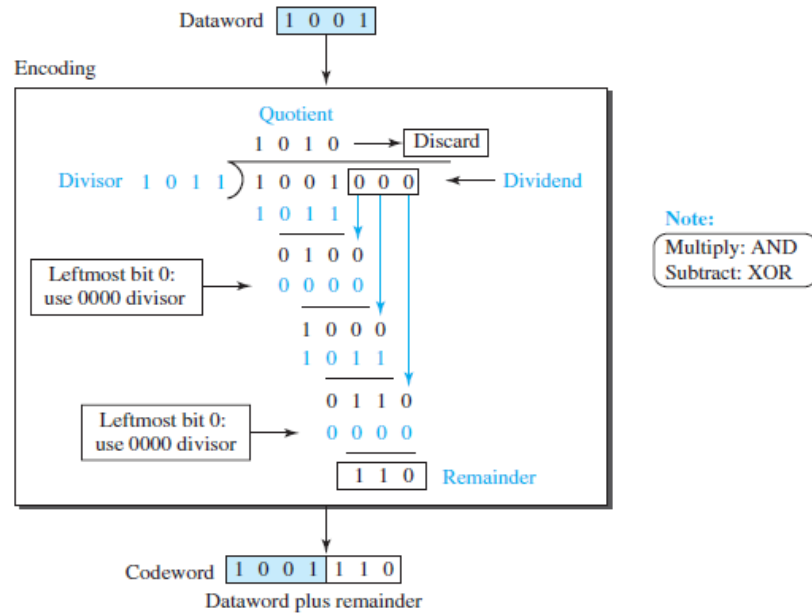 Dataword 1 0 0 1
Encoding
Quotient
1 0 1 0 Discard
Divisor 1 0 1 1 1 0 0 1 0 0 0 Dividend
1 0 1 1
0 1 0 0
Leftmost bit 0:
use 0000 divisor
0 0 0 0
1 0 0 0
1 0 1 1
0 1 1 0
Leftmost bit 0:
use 0000 divisor
0 0 0 0
1 1 0 Remainder
Note:
Multiply: AND
Subtract: XOR
Codeword 1 0 0 1 1 1 0
Dataword plus remainder